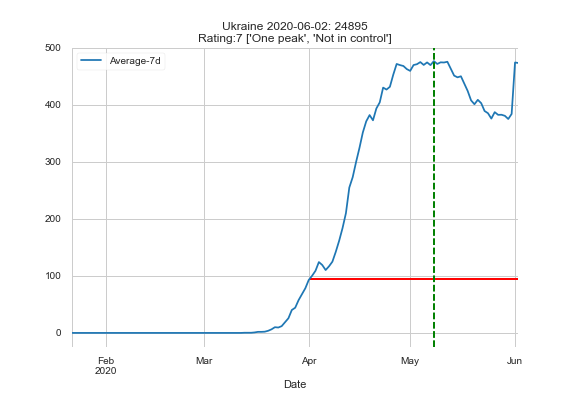 Ukraine 2020-06-02: 24895
Rating:7 ['One peak', 'Not in control']
Average-7d
500
400
300
200
100
0
Feb
2020
Mar
Apr
May
Jun
Date